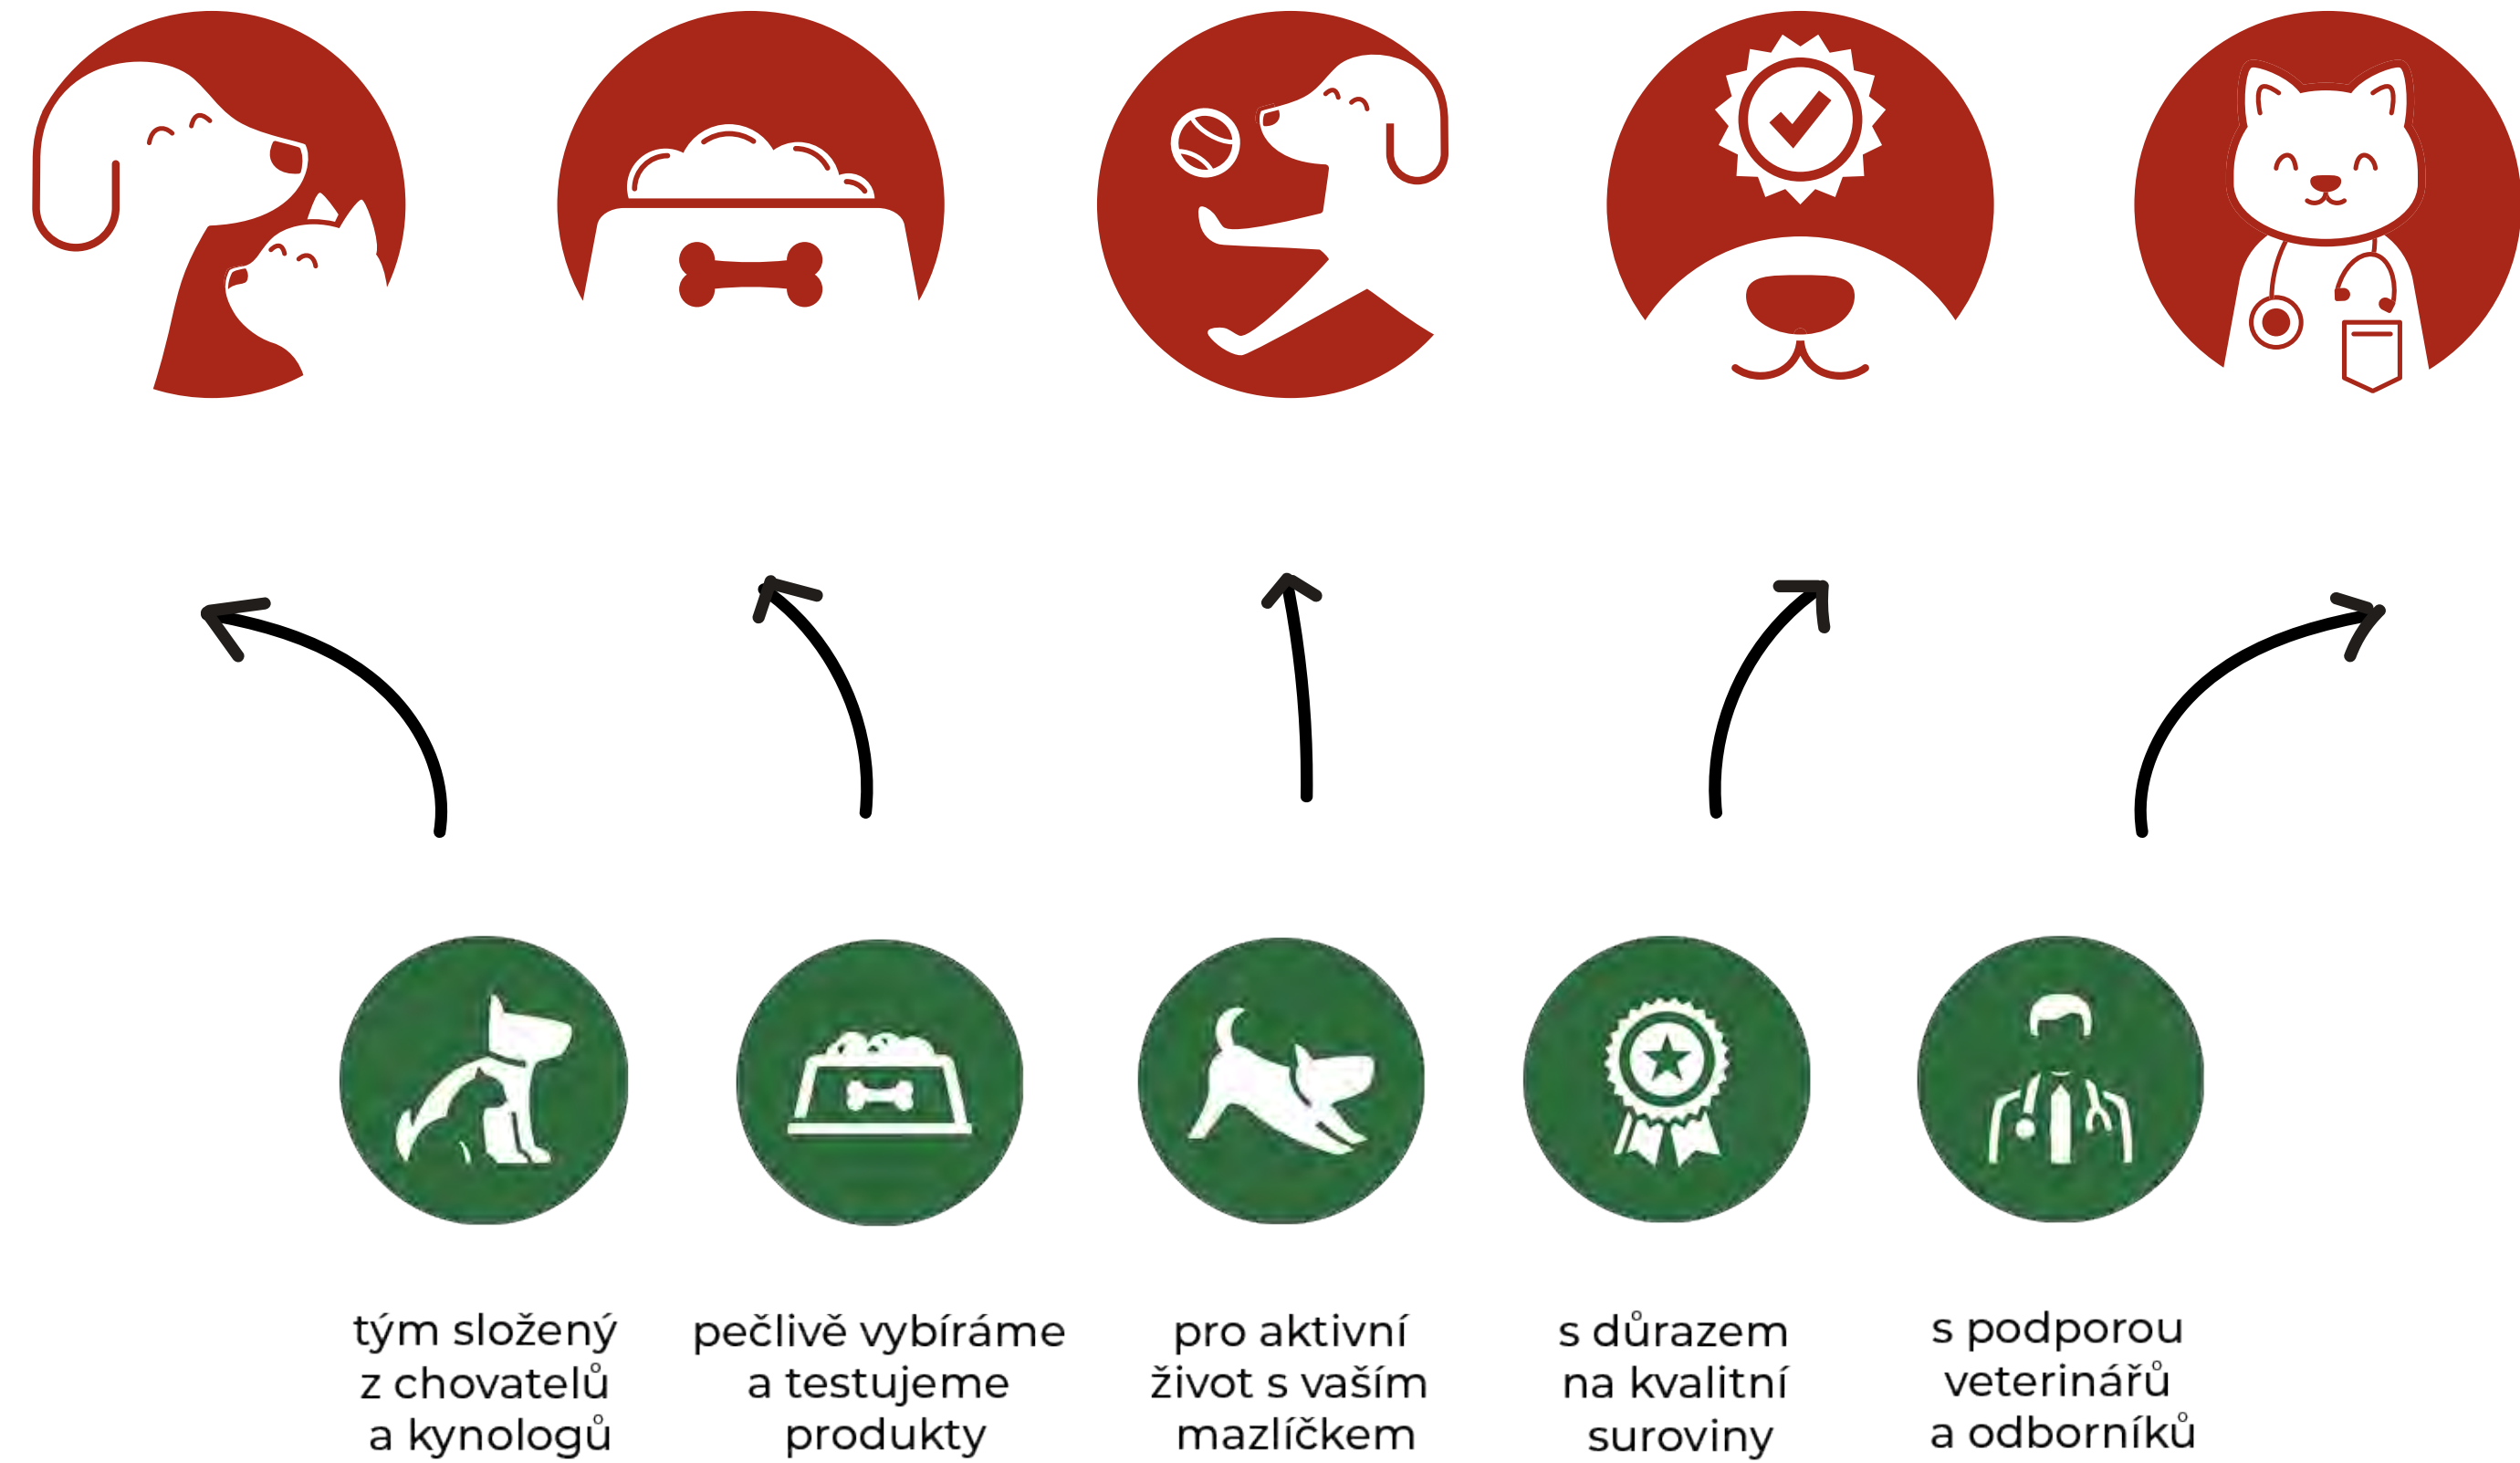 tým složený
z chovatelů
a kynologů
pečlivě vybíráme
a testujeme
produkty
pro aktivní
život s vaším
mazlíčkem
s důrazem
na kvalitní
suroviny
s podporou
veterinářů
a odborníků